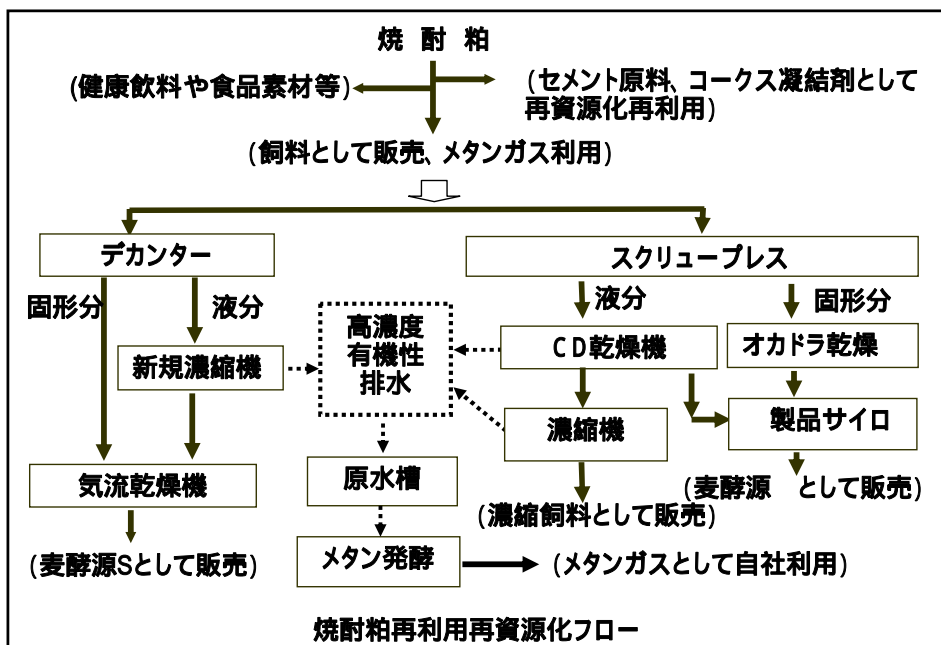 焼 酎 粕
(健康飲料や食品素材等)
(セメント原料、コークス凝結剤として
再資源化再利用)
(飼料として販売、メタンガス利用)
デカンター
スクリュープレス
固形分
液分
液分
固形分
高濃度
有機性
排水
新規濃縮機
CD乾燥機
オカドラ乾燥
濃縮機
製品サイロ
気流乾燥機
原水槽
(麦酵源 として販売)
(濃縮飼料として販売)
(麦酵源Sとして販売)
メタン発酵
(メタンガスとして自社利用)
焼酎粕再利用再資源化フロー